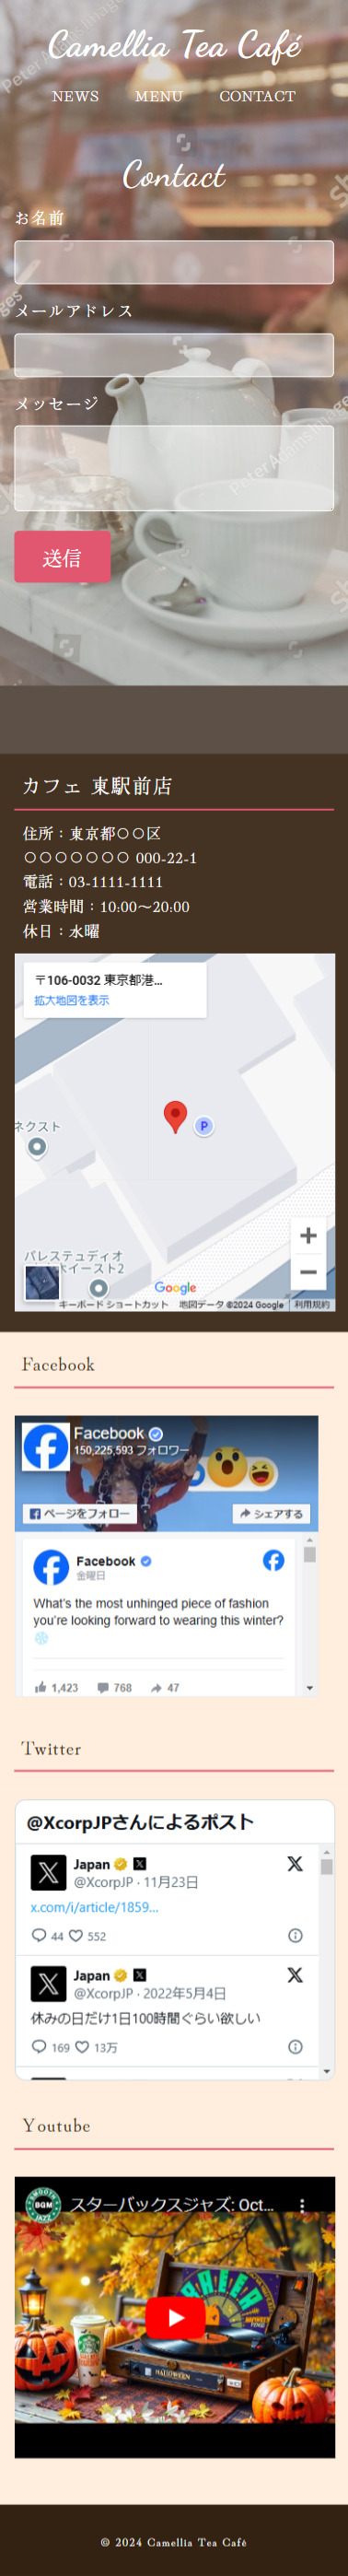 Camellia Tea Café
NEWS MENU CONTACT
Contact
お名前
メールアドレス
メッセージ
Peter Adams Images
送信
カフェ 東駅前店
住所：東京都〇〇区
〇〇〇〇〇〇〇 000-22-1
電話：03-1111-1111
営業時間：10:00～20:00
休日：水曜
〒106-0032 東京都港...
拡大地図を表示
P
ネクスト
パレステュディオ
木イースト2
Google
キーボード ショートカット 地図データ ©2024 Google 利用規約
Facebook
Facebook
150,225,593 フォロワー
ページをフォロー シェアする
Facebook
金曜日
What's the most unhinged piece of fashion
you're looking forward to wearing this winter?
1,423 768 47
Twitter
@XcorpJPさんによるポスト
Japan
@XcorpJP · 11月23日
x.com/i/article/1859...
44 552
Japan
@XcorpJP · 2022年5月4日
休みの日だけ1日100時間ぐらい欲しい
169 13万
Youtube
BGM
スターバックスジャズ: Oct...
HALLOWEEN
© 2024 Camellia Tea Café